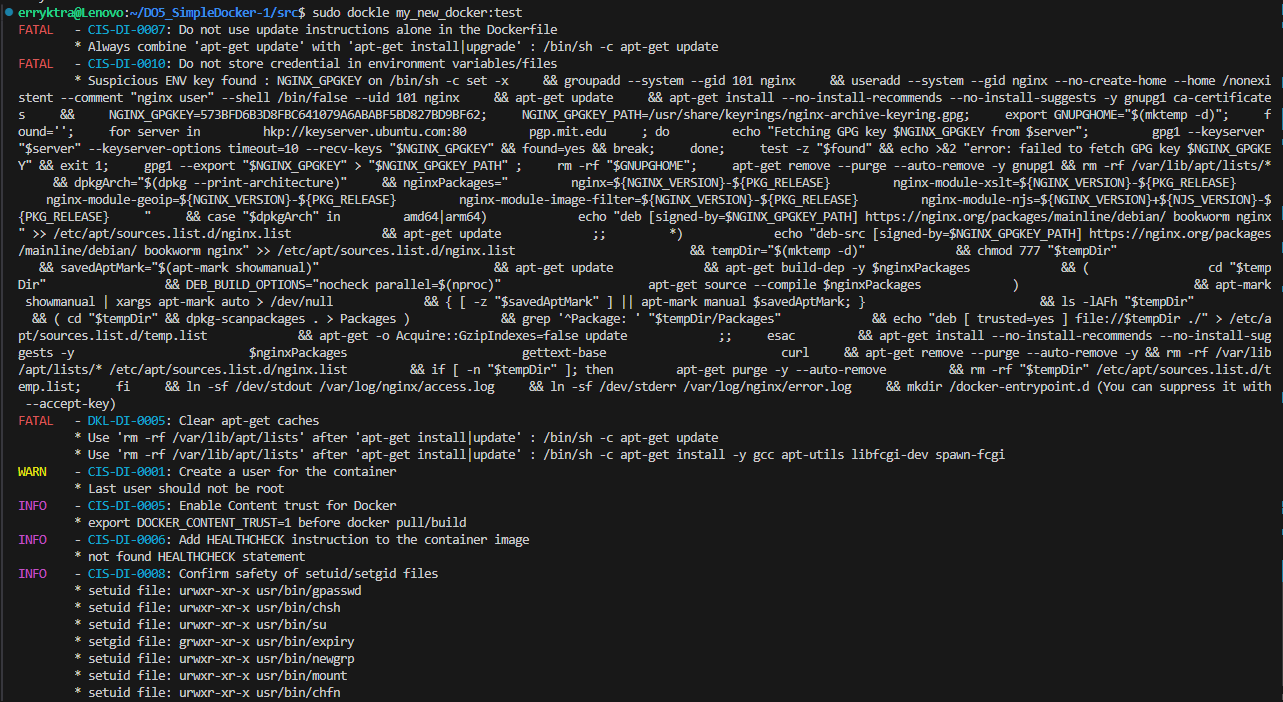 erryktra@Lenovo:~/DO5_SimpleDocker-1/src$ sudo dockle my_new_docker:test
FATAL - CIS-DI-0007: Do not use update instructions alone in the Dockerfile
* Always combine 'apt-get update' with 'apt-get install|upgrade' : /bin/sh -c apt-get update
FATAL - CIS-DI-0010: Do not store credential in environment variables/files
* Suspicious ENV key found : NGINX_GPGKEY on /bin/sh -c set -x && groupadd --system --gid 101 nginx && useradd --system --gid nginx --no-create-home --home /nonexi
stent --comment "nginx user" --shell /bin/false --uid 101 nginx && apt-get update && apt-get install --no-install-recommends --no-install-suggests -y gnupg1 ca-certificate
s && NGINX_GPGKEY=573BFD6B3D8FBC641079A6ABABF5BD827BD9BF62; NGINX_GPGKEY_PATH=/usr/share/keyrings/nginx-archive-keyring.gpg; export GNUPGHOME="$(mktemp -d)"; f
ound=''; for server in hkp://keyserver.ubuntu.com:80 pgp.mit.edu ; do echo "Fetching GPG key $NGINX_GPGKEY from $server"; gpg1 --keyserver
"$server" --keyserver-options timeout=10 --recv-keys "$NGINX_GPGKEY" && found=yes && break; done; test -z "$found" && echo >&2 "error: failed to fetch GPG key $NGINX_GPGKE
Y" && exit 1; gpg1 --export "$NGINX_GPGKEY" > "$NGINX_GPGKEY_PATH" ; rm -rf "$GNUPGHOME"; apt-get remove --purge --auto-remove -y gnupg1 && rm -rf /var/lib/apt/lists/*
&& dpkgArch="$(dpkg --print-architecture)" && nginxPackages=" nginx=${NGINX_VERSION}-${PKG_RELEASE} nginx-module-xslt=${NGINX_VERSION}-${PKG_RELEASE}
nginx-module-geoip=${NGINX_VERSION}-${PKG_RELEASE} nginx-module-image-filter=${NGINX_VERSION}-${PKG_RELEASE} nginx-module-njs=${NGINX_VERSION}+${NJS_VERSION}-$
{PKG_RELEASE} " && case "$dpkgArch" in amd64|arm64) echo "deb [signed-by=$NGINX_GPGKEY_PATH] https://nginx.org/packages/mainline/debian/ bookworm nginx
" >> /etc/apt/sources.list.d/nginx.list && apt-get update ;; *) echo "deb-src [signed-by=$NGINX_GPGKEY_PATH] https://nginx.org/packages
/mainline/debian/ bookworm nginx" >> /etc/apt/sources.list.d/nginx.list && tempDir="$(mktemp -d)" && chmod 777 "$tempDir"
&& savedAptMark="$(apt-mark showmanual)" && apt-get update && apt-get build-dep -y $nginxPackages && ( cd "$temp
Dir" && DEB_BUILD_OPTIONS="nocheck parallel=$(nproc)" apt-get source --compile $nginxPackages ) && apt-mark
showmanual | xargs apt-mark auto > /dev/null && { [ -z "$savedAptMark" ] || apt-mark manual $savedAptMark; } && ls -lAFh "$tempDir"
&& ( cd "$tempDir" && dpkg-scanpackages . > Packages ) && grep '^Package: ' "$tempDir/Packages" && echo "deb [ trusted=yes ] file://$tempDir ./" > /etc/a
pt/sources.list.d/temp.list && apt-get -o Acquire::GzipIndexes=false update ;; esac && apt-get install --no-install-recommends --no-install-sug
gests -y $nginxPackages gettext-base curl && apt-get remove --purge --auto-remove -y && rm -rf /var/lib
/apt/lists/* /etc/apt/sources.list.d/nginx.list && if [ -n "$tempDir" ]; then apt-get purge -y --auto-remove && rm -rf "$tempDir" /etc/apt/sources.list.d/t
emp.list; fi && ln -sf /dev/stdout /var/log/nginx/access.log && ln -sf /dev/stderr /var/log/nginx/error.log && mkdir /docker-entrypoint.d (You can suppress it with
--accept-key)
FATAL - DKL-DI-0005: Clear apt-get caches
* Use 'rm -rf /var/lib/apt/lists' after 'apt-get install|update' : /bin/sh -c apt-get update
* Use 'rm -rf /var/lib/apt/lists' after 'apt-get install|update' : /bin/sh -c apt-get install -y gcc apt-utils libfcgi-dev spawn-fcgi
WARN - CIS-DI-0001: Create a user for the container
* Last user should not be root
INFO - CIS-DI-0005: Enable Content trust for Docker
* export DOCKER_CONTENT_TRUST=1 before docker pull/build
INFO - CIS-DI-0006: Add HEALTHCHECK instruction to the container image
* not found HEALTHCHECK statement
INFO - CIS-DI-0008: Confirm safety of setuid/setgid files
* setuid file: urwxr-xr-x usr/bin/gpasswd
* setuid file: urwxr-xr-x usr/bin/chsh
* setuid file: urwxr-xr-x usr/bin/su
* setgid file: grwxr-xr-x usr/bin/expiry
* setuid file: urwxr-xr-x usr/bin/newgrp
* setuid file: urwxr-xr-x usr/bin/mount
* setuid file: urwxr-xr-x usr/bin/chfn